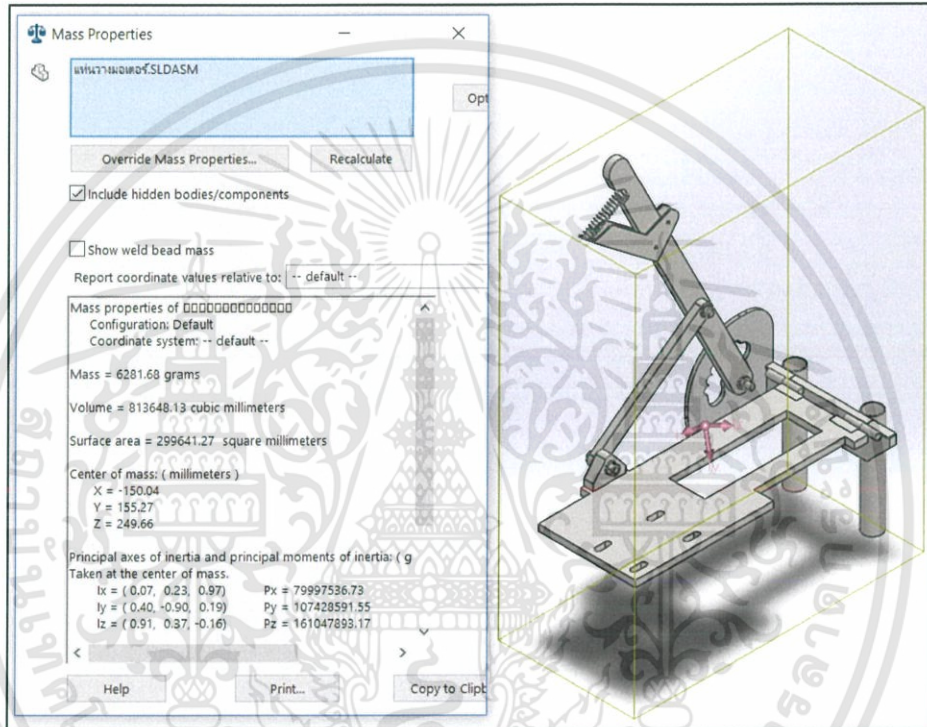 Mass Properties
แท่นวางมอเตอร์.SLDASM
Opt
Override Mass Properties...
Recalculate
Include hidden bodies/components
Show weld bead mass
Report coordinate values relative to: -- default --
Mass properties of
Configuration: Default
Coordinate system: -- default --
Mass = 6281.68 grams
Volume = 813648.13 cubic millimeters
Surface area = 299641.27 square millimeters
Center of mass: ( millimeters )
X = -150.04
Y = 155.27
Z = 249.66
Principal axes of inertia and principal moments of inertia: ( g
Taken at the center of mass.
Ix = ( 0.07, 0.23, 0.97) Px = 79997536.73
Iy = ( 0.40, -0.90, 0.19) Py = 107428591.55
Iz = ( 0.91, 0.37, -0.16) Pz = 161047893.17
Help
Print...
Copy to Clipb